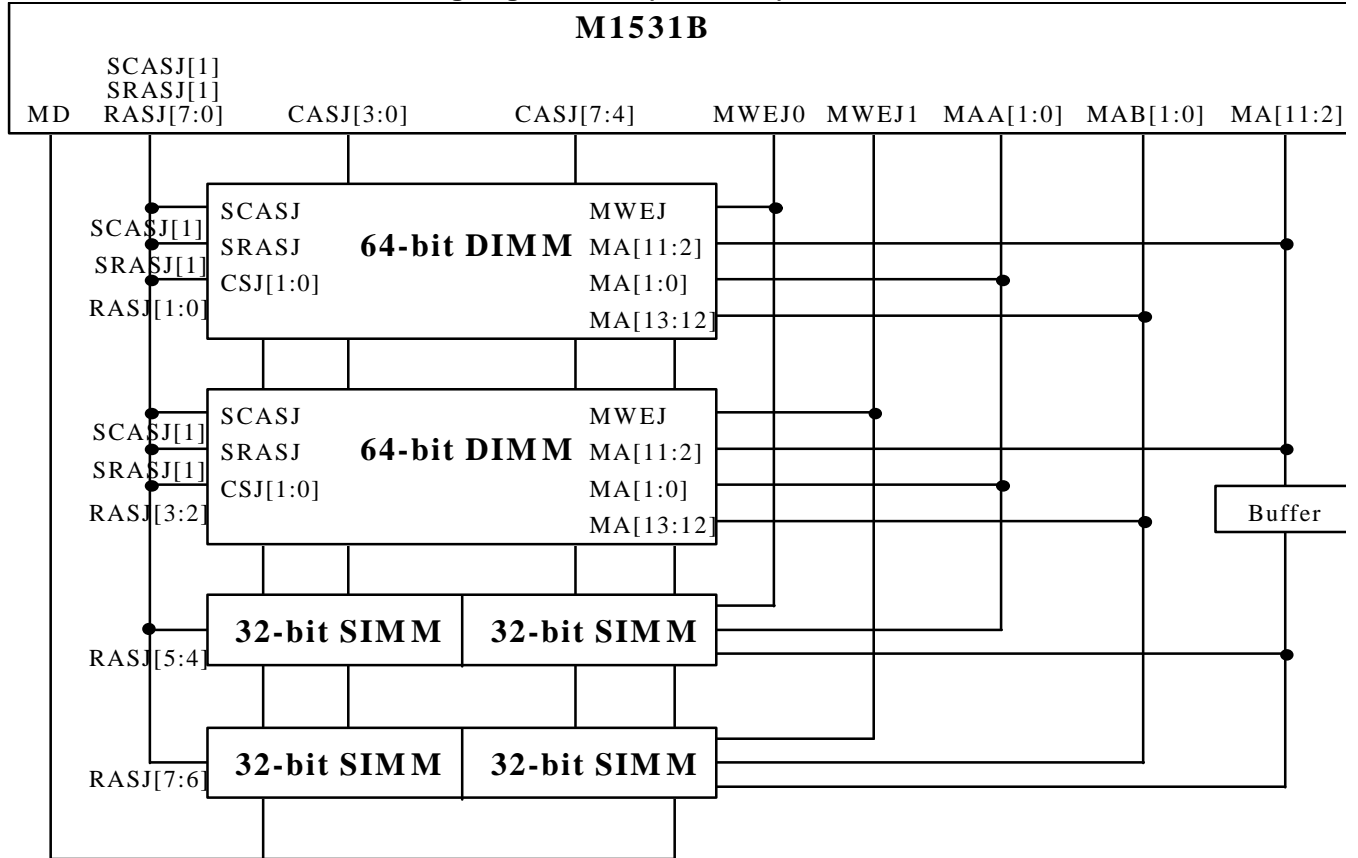 M1531B
SCASJ[1]
SRASJ[1]
MD RASJ[7:0] CASJ[3:0] CASJ[7:4] MWEJ0 MWEJ1 MAA[1:0] MAB[1:0] MA[11:2]
SCASJ MWEJ
SCASJ[1]
SRASJ 64-bit DIMM MA[11:2]
SRASJ[1]
CSJ[1:0] MA[1:0]
RASJ[1:0]
MA[13:12]
SCASJ MWEJ
SCASJ[1]
SRASJ 64-bit DIMM MA[11:2]
SRASJ[1]
CSJ[1:0] MA[1:0]
RASJ[3:2] MA[13:12] Buffer
32-bit SIMM 32-bit SIMM
RASJ[5:4]
32-bit SIMM 32-bit SIMM
RASJ[7:6]